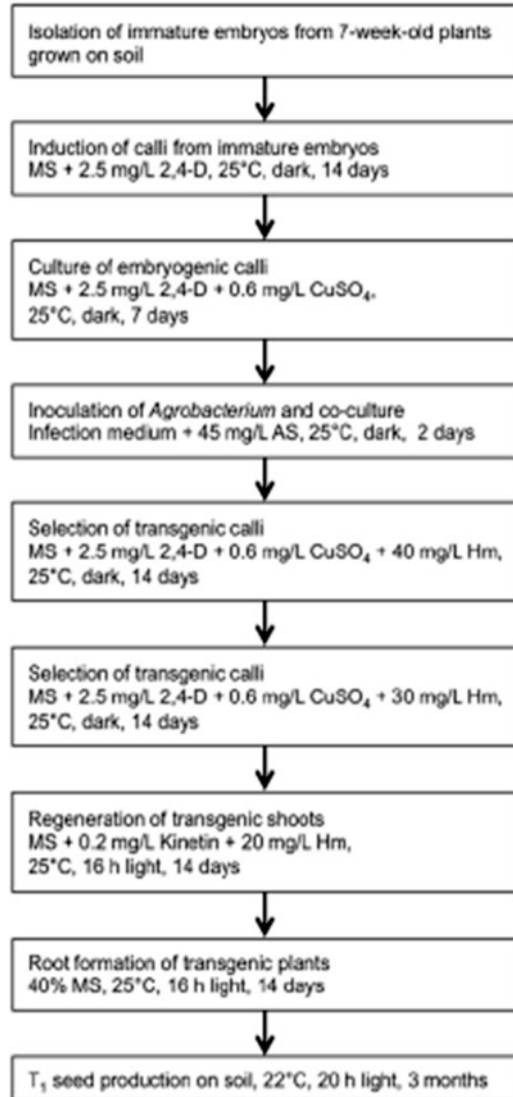 Isolation of immature embryos from 7-week-old plants
grown on soil
Induction of calli from immature embryos
MS + 2.5 mg/L 2,4-D, 25°C, dark, 14 days
Culture of embryogenic calli
MS + 2.5 mg/L 2,4-D + 0.6 mg/L CuSO₄,
25°C, dark, 7 days
Inoculation of Agrobacterium and co-culture
Infection medium + 45 mg/L AS, 25°C, dark, 2 days
Selection of transgenic calli
MS + 2.5 mg/L 2,4-D + 0.6 mg/L CuSO₄ + 40 mg/L Hm,
25°C, dark, 14 days
Selection of transgenic calli
MS + 2.5 mg/L 2,4-D + 0.6 mg/L CuSO₄ + 30 mg/L Hm,
25°C, dark, 14 days
Regeneration of transgenic shoots
MS + 0.2 mg/L Kinetin + 20 mg/L Hm,
25°C, 16 h light, 14 days
Root formation of transgenic plants
40% MS, 25°C, 16 h light, 14 days
T₁ seed production on soil, 22°C, 20 h light, 3 months